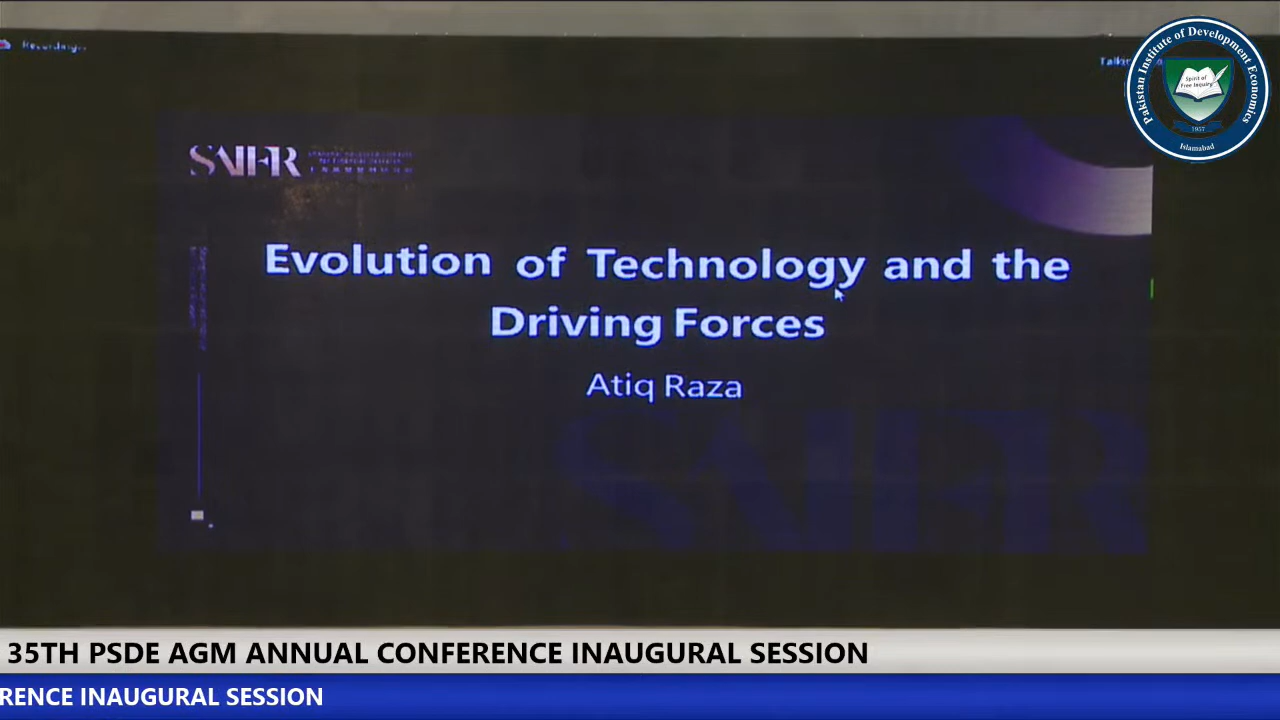 Recording...
Pakistan Institute of Development Economics
Spirit of
Free Inquiry
1957
Islamabad
Evolution of Technology and the
Driving Forces
Atiq Raza
35TH PSDE AGM ANNUAL CONFERENCE INAUGURAL SESSION
RENCE INAUGURAL SESSION